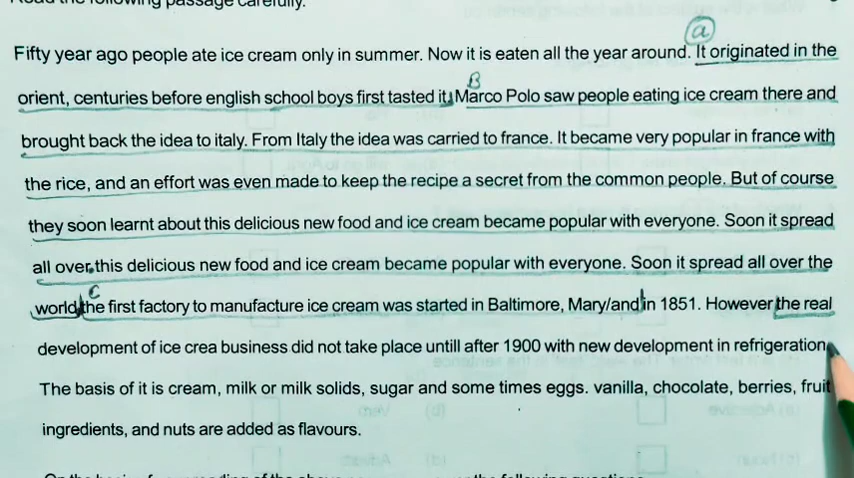 passage carefully.
a
Fifty year ago people ate ice cream only in summer. Now it is eaten all the year around. It originated in the
B
orient, centuries before english school boys first tasted it, Marco Polo saw people eating ice cream there and
brought back the idea to italy. From Italy the idea was carried to france. It became very popular in france with
the rice, and an effort was even made to keep the recipe a secret from the common people. But of course
they soon learnt about this delicious new food and ice cream became popular with everyone. Soon it spread
all over, this delicious new food and ice cream became popular with everyone. Soon it spread all over the
C
world, the first factory to manufacture ice cream was started in Baltimore, Mary/and in 1851. However the real
development of ice crea business did not take place untill after 1900 with new development in refrigeration
The basis of it is cream, milk or milk solids, sugar and some times eggs. vanilla, chocolate, berries, fruit
ingredients, and nuts are added as flavours.